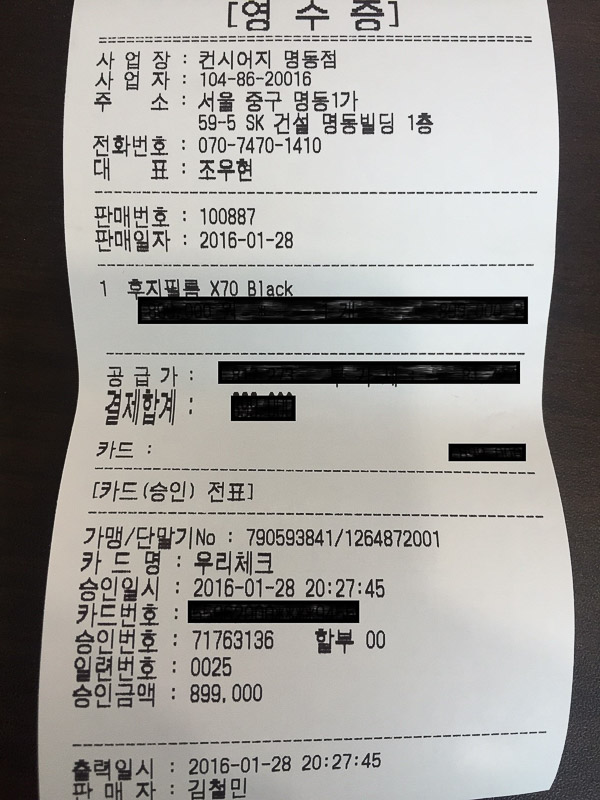 [영 수 증]
사 업 장 : 컨시어지 명동점
사 업 자 : 104-86-20016
주 소 : 서울 중구 명동1가
59-5 SK 건설 명동빌딩 1층
전화번호 : 070-7470-1410
대 표 : 조우현
판매번호 : 100887
판매일자 : 2016-01-28
1 후지필름 X70 Black
공 급 가 :
결제합계 :
카드 :
[카드(승인) 전표]
가맹/단말기No : 790593841/1264872001
카 드 명 : 우리체크
승인일시 : 2016-01-28 20:27:45
카드번호 :
승인번호 : 71763136 할부 00
일련번호 : 0025
승인금액 : 899,000
출력일시 : 2016-01-28 20:27:45
판 매 자 : 김철민